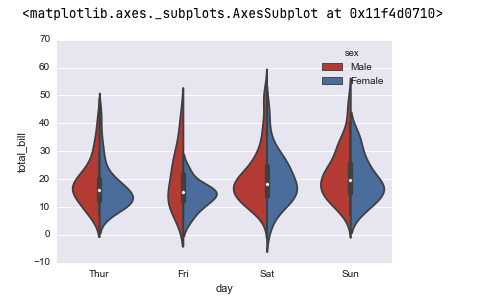 <matplotlib.axes._subplots.AxesSubplot at 0x11f4d0710>
70
60
50
40
30
20
10
0
−10
total_bill
sex
Male
Female
Thur
Fri
Sat
Sun
day